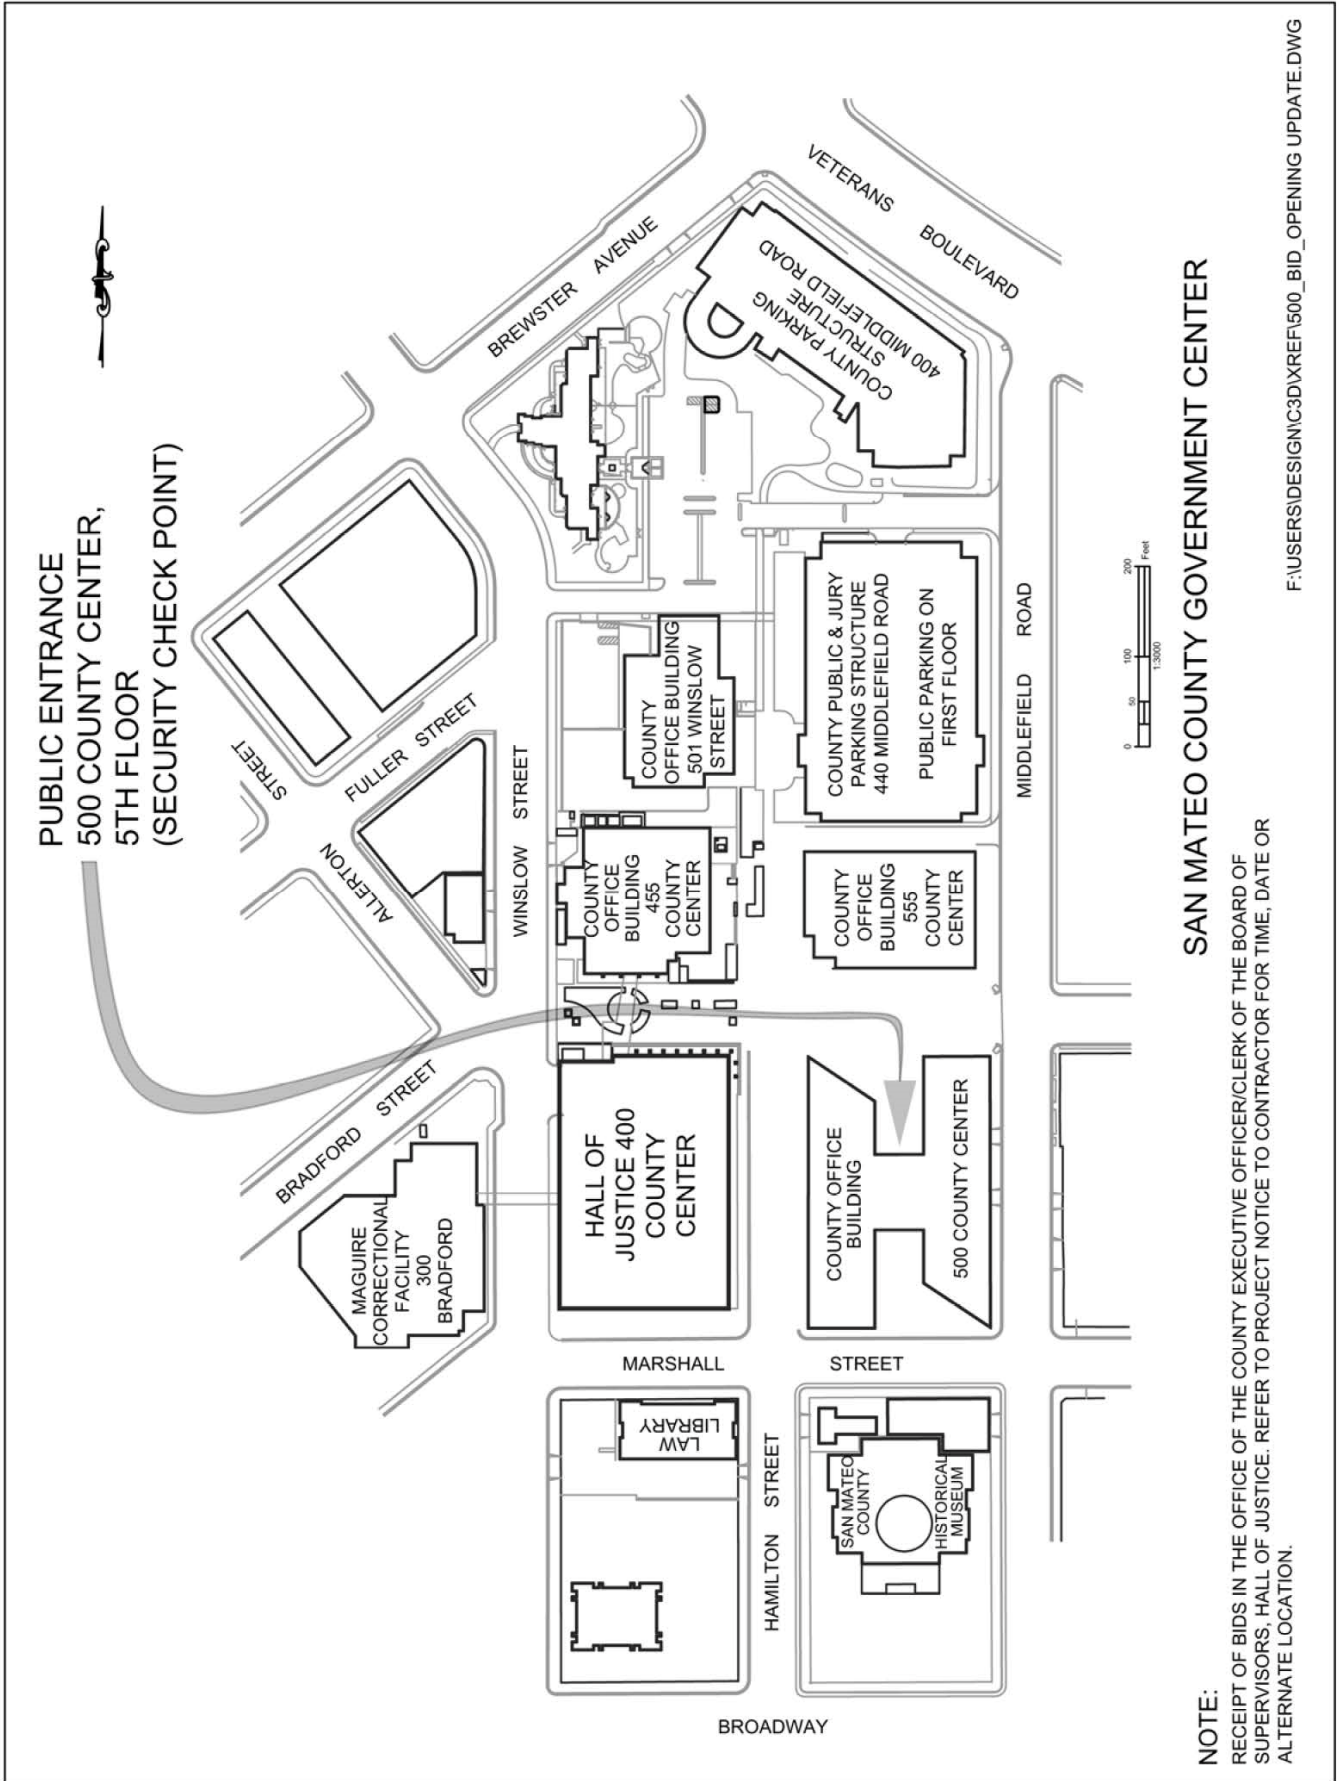 PUBLIC ENTRANCE
500 COUNTY CENTER,
5TH FLOOR
(SECURITY CHECK POINT)
BREWSTER AVENUE
VETERANS BOULEVARD
COUNTY PARKING
STRUCTURE
400 MIDDLEFIELD ROAD
ALLERTON STREET
FULLER STREET
WINSLOW STREET
BRADFORD STREET
COUNTY
OFFICE BUILDING
501 WINSLOW
STREET
COUNTY PUBLIC & JURY
PARKING STRUCTURE
440 MIDDLEFIELD ROAD
PUBLIC PARKING ON
FIRST FLOOR
MIDDLEFIELD ROAD
COUNTY
OFFICE
BUILDING
455
COUNTY
CENTER
COUNTY
OFFICE
BUILDING
555
COUNTY
CENTER
MAGUIRE
CORRECTIONAL
FACILITY
300
BRADFORD
HALL OF
JUSTICE 400
COUNTY
CENTER
COUNTY OFFICE
BUILDING
500 COUNTY CENTER
MARSHALL STREET
LAW
LIBRARY
HAMILTON STREET
SAN MATEO
COUNTY
HISTORICAL
MUSEUM
BROADWAY
0 50 100 200
Feet
1:3000
SAN MATEO COUNTY GOVERNMENT CENTER
NOTE:
RECEIPT OF BIDS IN THE OFFICE OF THE COUNTY EXECUTIVE OFFICER/CLERK OF THE BOARD OF
SUPERVISORS, HALL OF JUSTICE. REFER TO PROJECT NOTICE TO CONTRACTOR FOR TIME, DATE OR
ALTERNATE LOCATION.
F:\USERS\DESIGN\C3D\XREF\500_BID_OPENING UPDATE.DWG